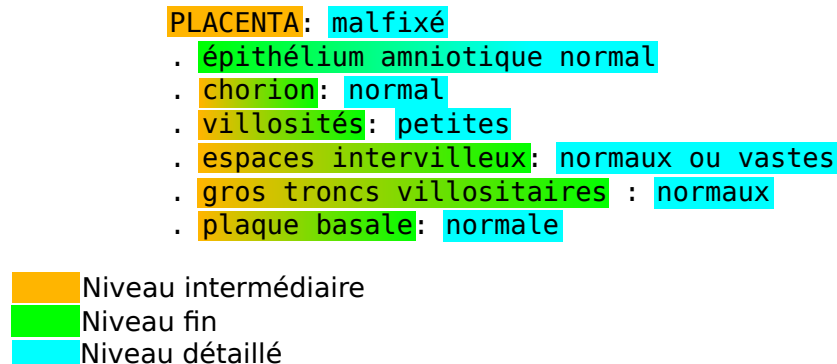 PLACENTA: malfixé
. épithélium amniotique normal
. chorion: normal
. villosités: petites
. espaces intervilleux: normaux ou vastes
. gros troncs villositaires : normaux
. plaque basale: normale
Niveau intermédiaire
Niveau fin
Niveau détaillé